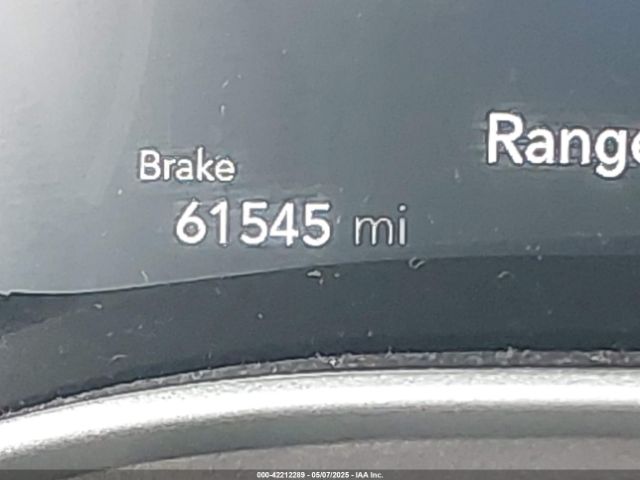 Range
Brake
61545 mi
000-42212289 - 05/07/2025 - IAA Inc.